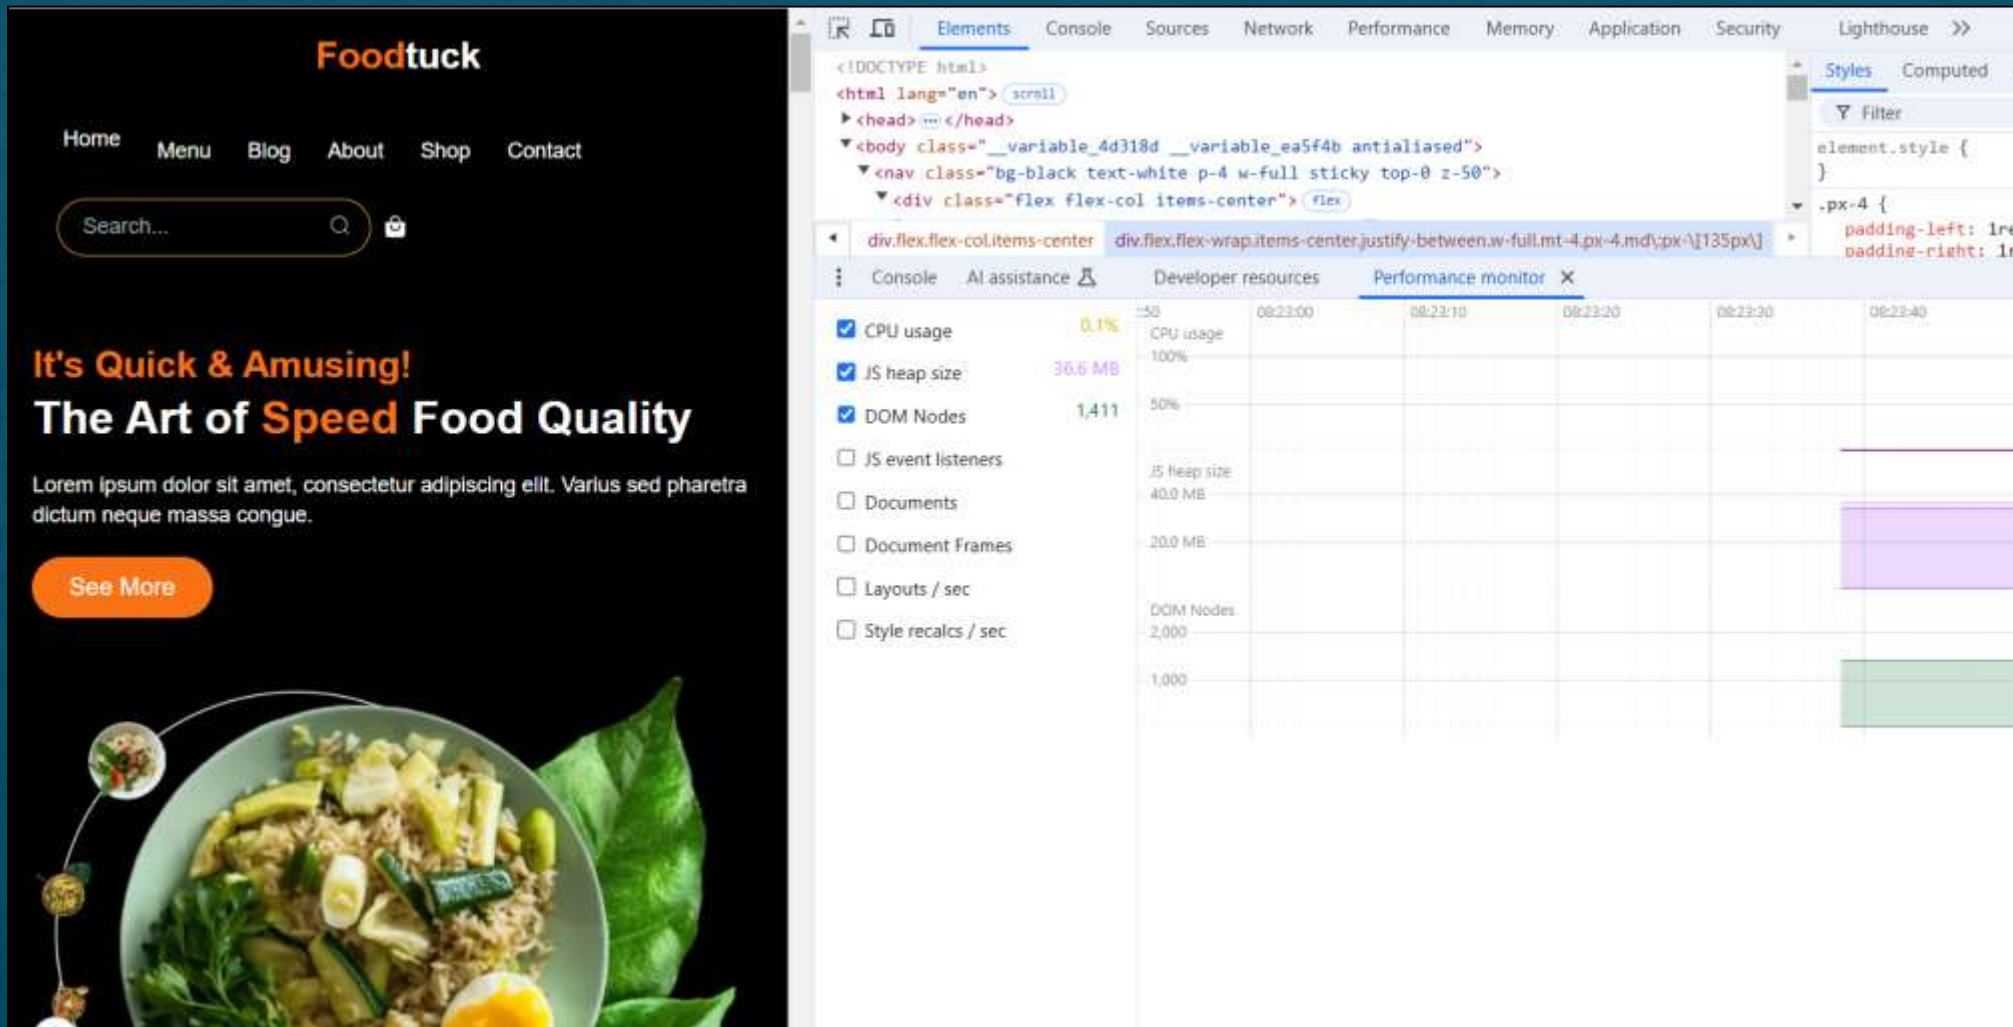 Foodtuck
Home Menu Blog About Shop Contact
Search...
It's Quick & Amusing!
The Art of Speed Food Quality
Lorem ipsum dolor sit amet, consectetur adipiscing elit. Varius sed pharetra
dictum neque massa congue.
See More
Elements Console Sources Network Performance Memory Application Security Lighthouse
<!DOCTYPE html>
<html lang="en"> scroll
<head> ... </head>
<body class="__variable_4d318d __variable_ea5f4b antialiased">
<nav class="bg-black text-white p-4 w-full sticky top-0 z-50">
<div class="flex flex-col items-center"> flex
div.flex.flex-col.items-center div.flex.flex-wrap.items-center.justify-between.w-full.mt-4.px-4.md\:px-\[135px\]
Styles Computed
Filter
element.style {
}
.px-4 {
padding-left: 1re
padding-right: 1r
Console AI assistance Developer resources Performance monitor
CPU usage 0.1%
JS heap size 36.6 MB
DOM Nodes 1,411
JS event listeners
Documents
Document Frames
Layouts / sec
Style recalcs / sec
:50 08:23:00 08:23:10 08:23:20 08:23:30 08:23:40
CPU usage
100%
50%
JS heap size
40.0 MB
20.0 MB
DOM Nodes
2,000
1,000